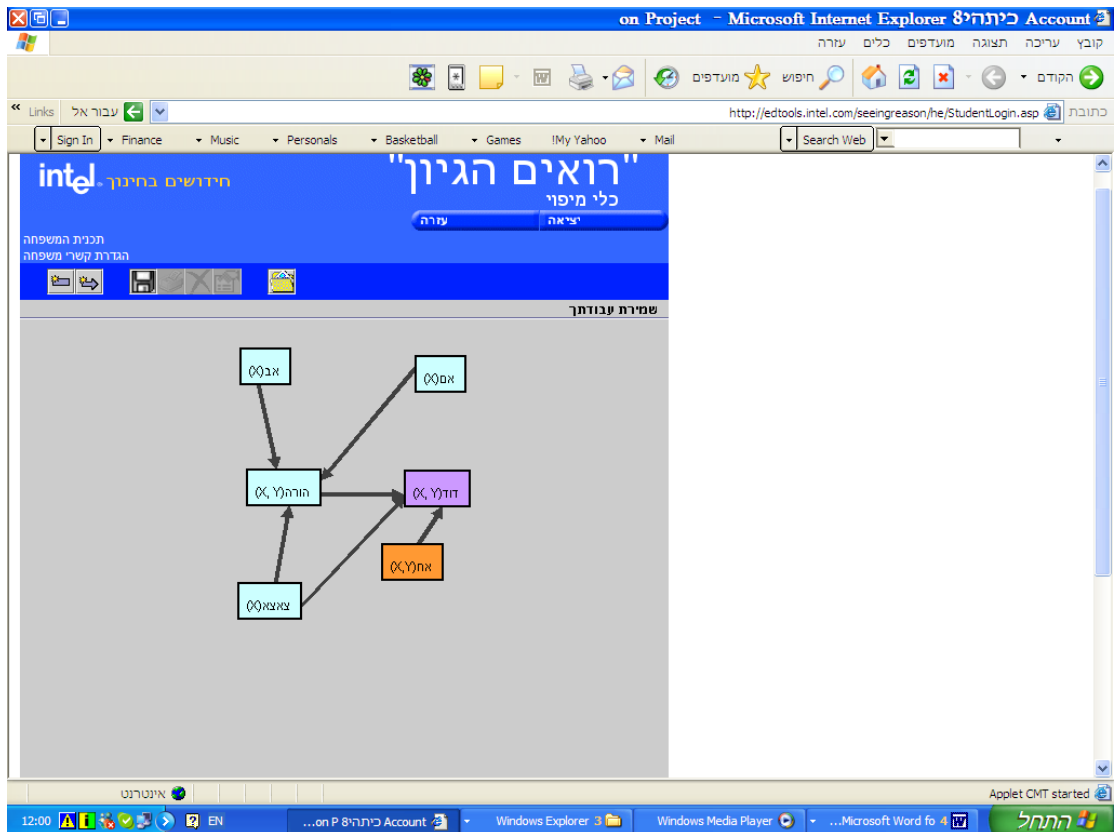 Account כיתהי8 on Project - Microsoft Internet Explorer
קובץ עריכה תצוגה מועדפים כלים עזרה
הקודם חיפוש מועדפים
כתובת http://edtools.intel.com/seeingreason/he/StudentLogin.asp עבור אל Links »
Search Web Mail My Yahoo! Games Basketball Personals Music Finance Sign In
"רואים הגיון"
intel חידושים בחינוך
כלי מיפוי
יציאה עזרה
תכנית המשפחה
הגדרת קשרי משפחה
שמירת עבודתך
אב(X)
אם(X)
הורה(X, Y)
דוד(X, Y)
אח(X,Y)
צאצא(X)
Applet CMT started אינטרנט
התחל Microsoft Word fo 4... Windows Media Player Windows Explorer 3 Account כיתהי8 on P... EN 12:00